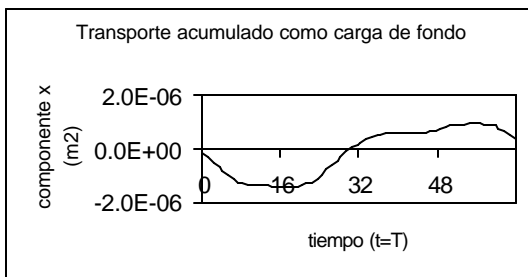 Transporte acumulado como carga de fondo
componente x
(m2)
2.0E-06
0.0E+00
-2.0E-06
0 16 32 48
tiempo (t=T)